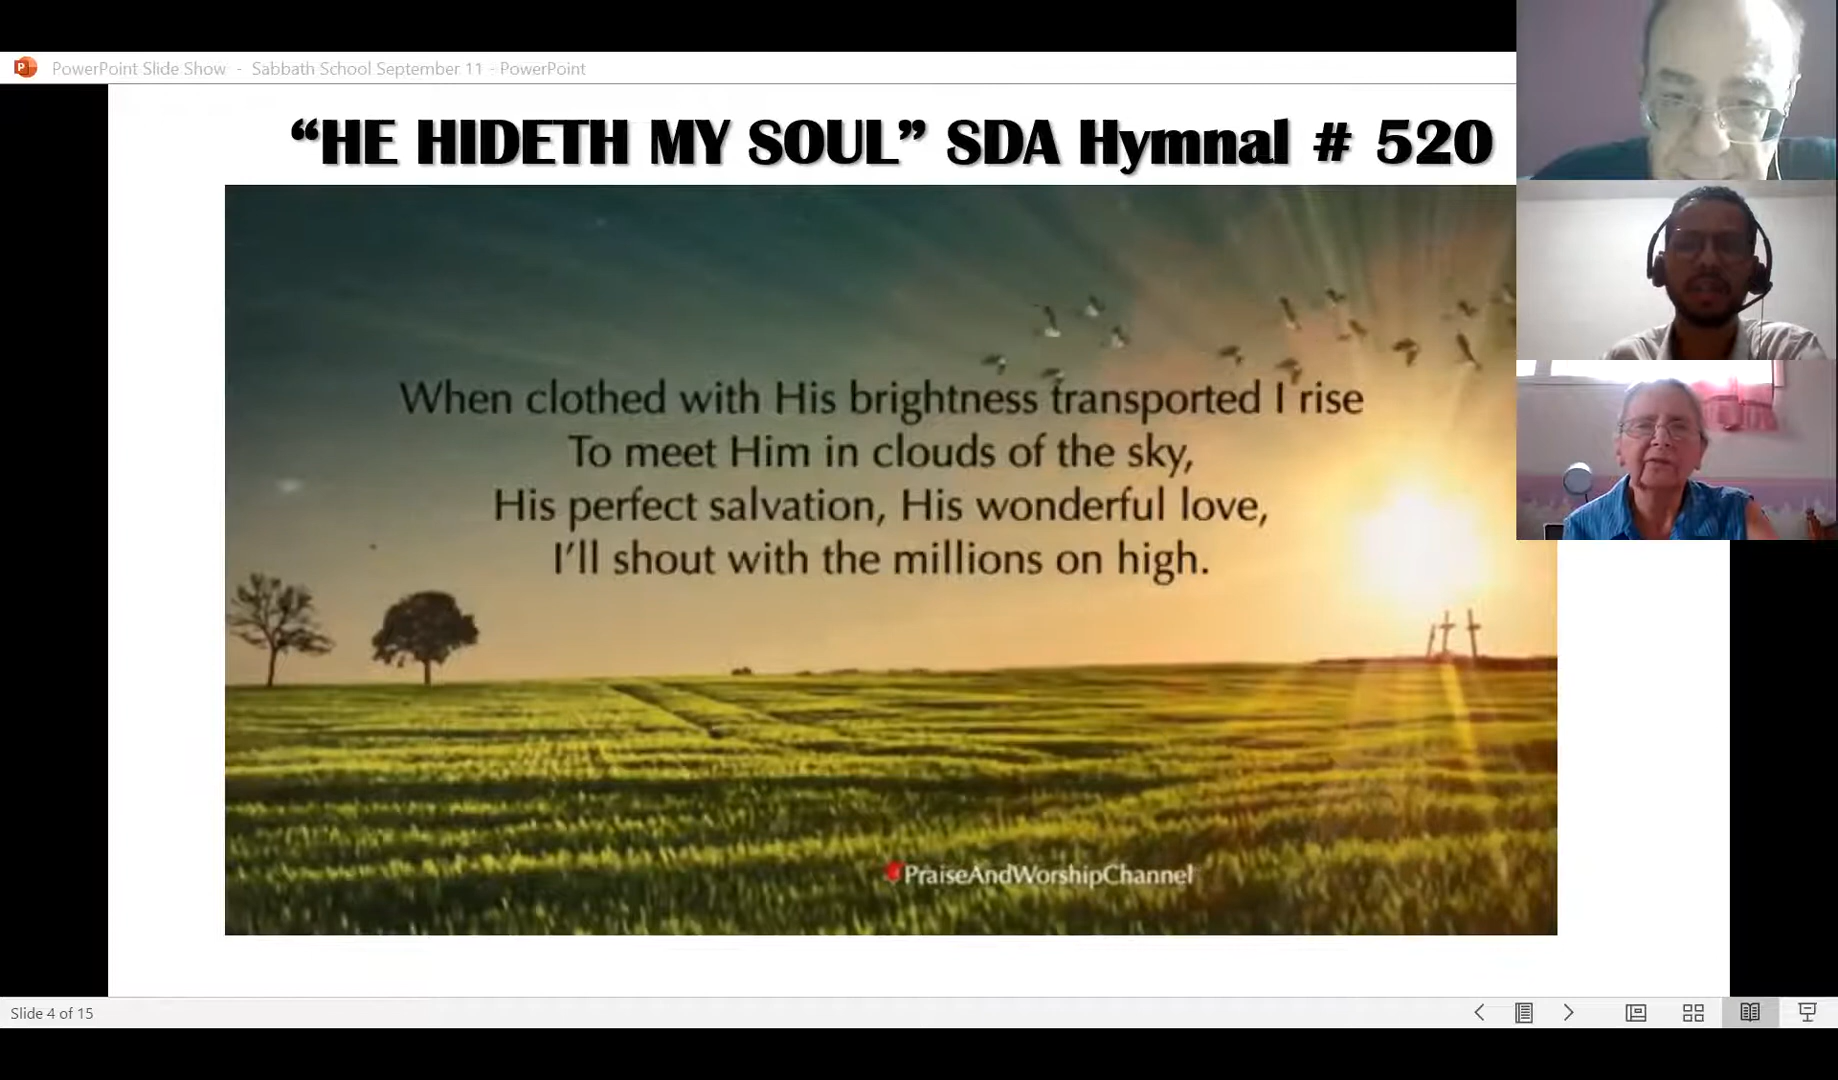 PowerPoint Slide Show - Sabbath School September 11 - PowerPoint
“HE HIDETH MY SOUL” SDA Hymnal # 520
When clothed with His brightness transported I rise
To meet Him in clouds of the sky,
His perfect salvation, His wonderful love,
I’ll shout with the millions on high.
PraiseAndWorshipChannel
Slide 4 of 15